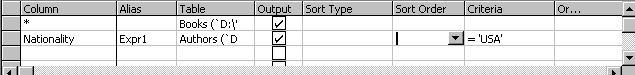 Column Alias Table Output Sort Type Sort Order Criteria Or...
* Books (`D:\'
Nationality Expr1 Authors (`D = 'USA'